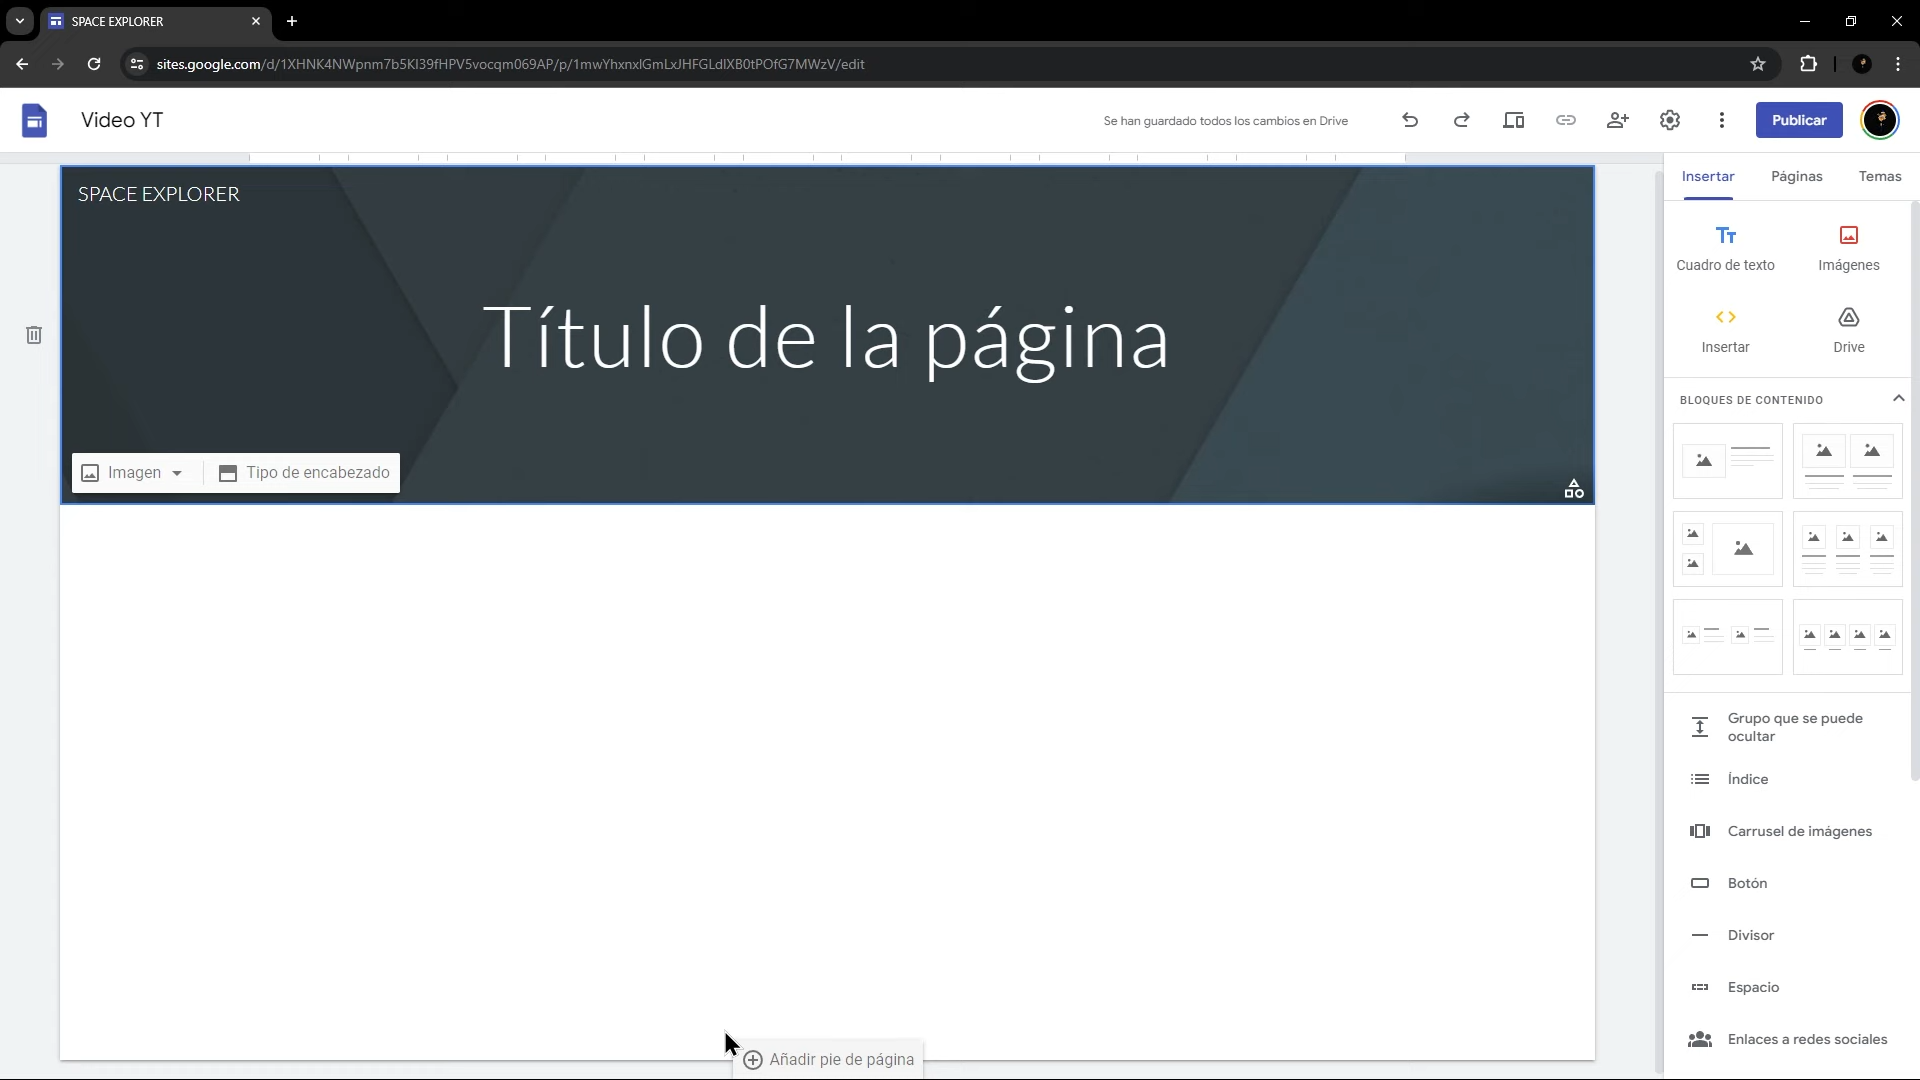 SPACE EXPLORER
sites.google.com/d/1XHNK4NWpnm7b5KI39fHPV5vocqm069AP/p/1mwYhxnxlGmLxJHFGLdlXB0tPOfG7MWzV/edit
Video YT
Se han guardado todos los cambios en Drive
Publicar
Insertar
Páginas
Temas
SPACE EXPLORER
Título de la página
Imagen
Tipo de encabezado
Cuadro de texto
Imágenes
Insertar
Drive
BLOQUES DE CONTENIDO
Grupo que se puede
ocultar
Índice
Carrusel de imágenes
Botón
Divisor
Espacio
Enlaces a redes sociales
Añadir pie de página